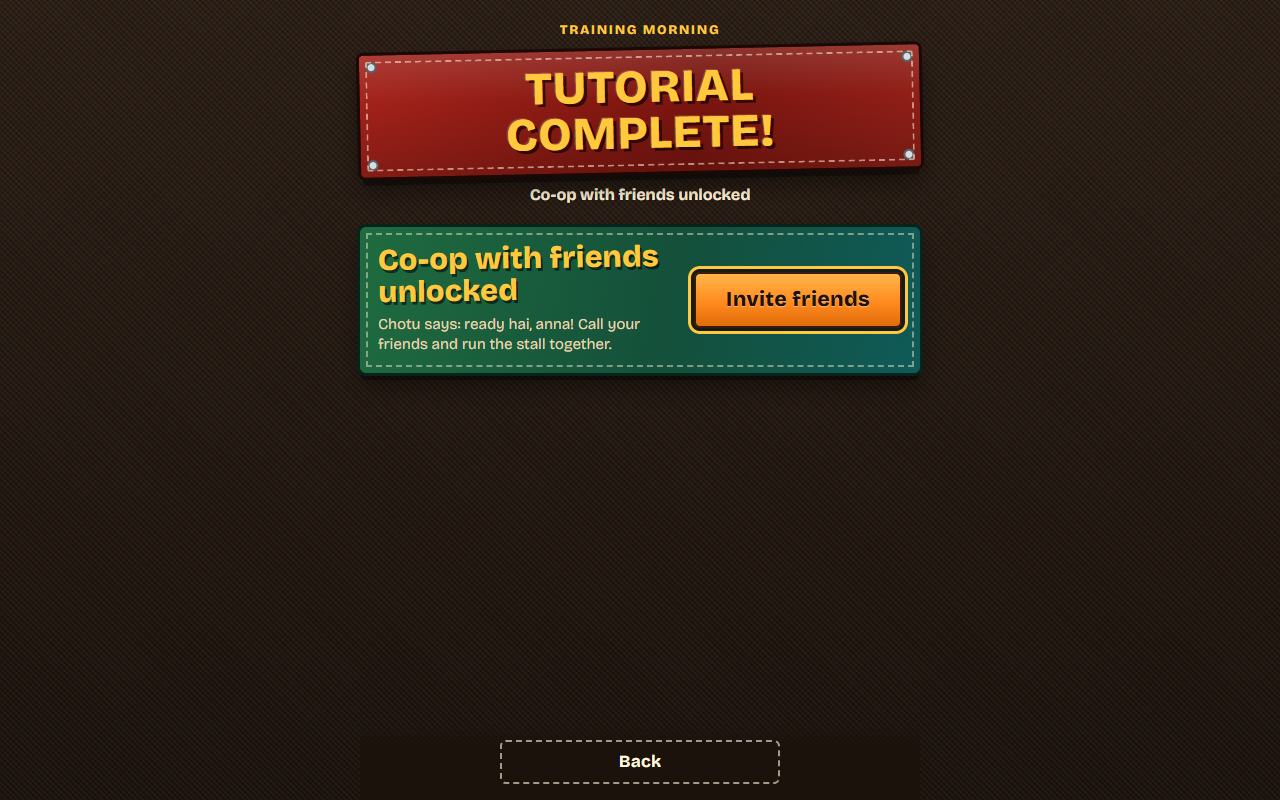 TRAINING MORNING
TUTORIAL
COMPLETE!
Co-op with friends unlocked
Co-op with friends
unlocked
Chotu says: ready hai, anna! Call your
friends and run the stall together.
Invite friends
Back